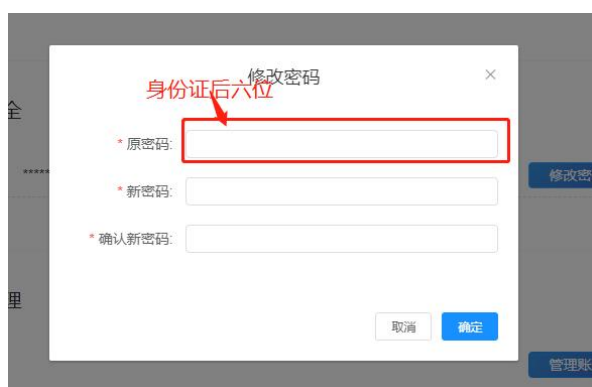 修改密码
×
身份证后六位
全
* 原密码:
*****
修改密
* 新密码:
* 确认新密码:
理
取消 确定
管理账